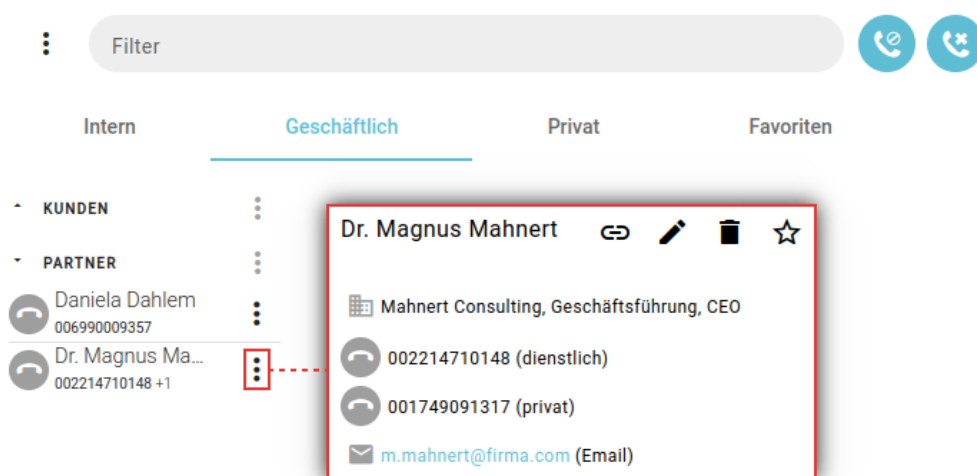 Filter
Intern Geschäftlich Privat Favoriten
KUNDEN
PARTNER
Daniela Dahlem
006990009357
Dr. Magnus Ma...
002214710148 +1
Dr. Magnus Mahnert
Mahnert Consulting, Geschäftsführung, CEO
002214710148 (dienstlich)
001749091317 (privat)
m.mahnert@firma.com (Email)